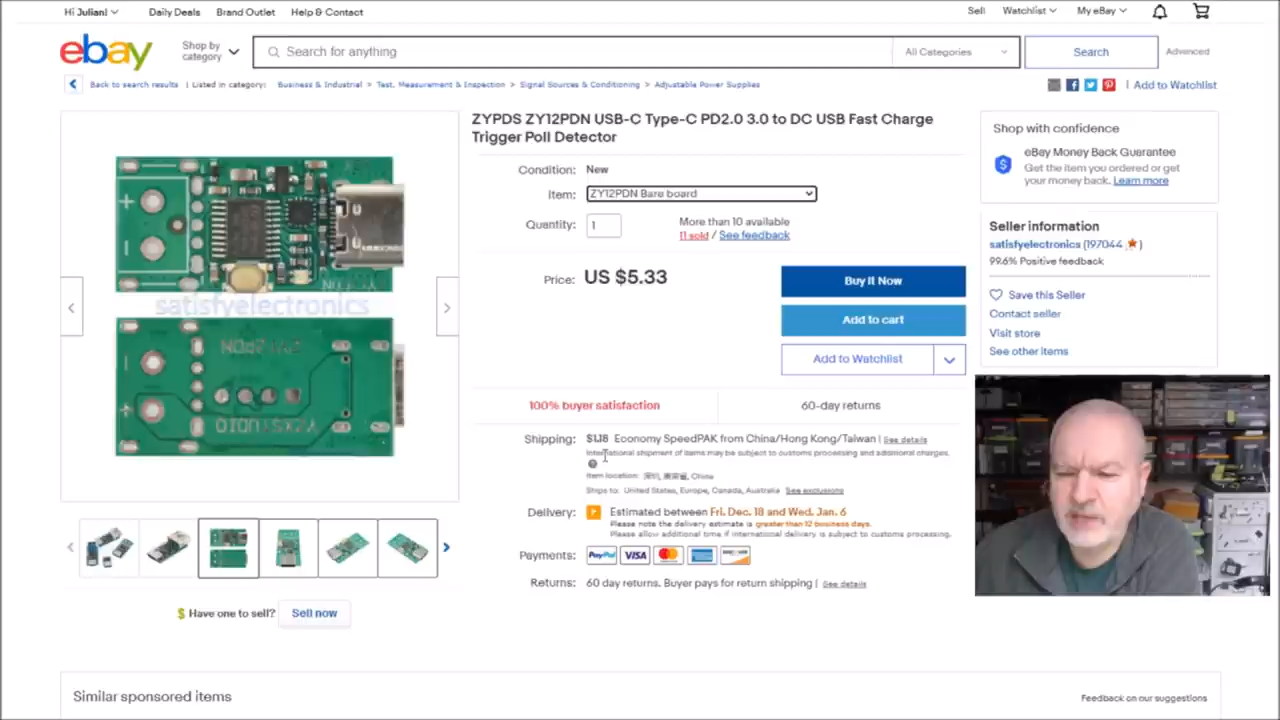 Hi Julian!
Daily Deals
Brand Outlet
Help & Contact
Sell
Watchlist
My eBay
ebay
Shop by
category
Search for anything
All Categories
Search
Advanced
Back to search results
Listed in category:
Business & Industrial > Test, Measurement & Inspection > Signal Sources & Conditioning > Adjustable Power Supplies
Add to Watchlist
ZYPDS ZY12PDN USB-C Type-C PD2.0 3.0 to DC USB Fast Charge
Trigger Poll Detector
Condition: New
Item: ZY12PDN Bare board
Quantity: 1
More than 10 available
11 sold / See feedback
Price: US $5.33
Buy It Now
Add to cart
Add to Watchlist
100% buyer satisfaction
60-day returns
Shipping: $1.18 Economy SpeedPAK from China/Hong Kong/Taiwan | See details
International shipment of items may be subject to customs processing and additional charges.
Item location: China
Ships to: United States, Europe, Canada, Australia See exclusions
Delivery: Estimated between Fri. Dec. 18 and Wed. Jan. 6
Please note the delivery estimate is greater than 12 business days.
Please allow additional time if international delivery is subject to customs processing.
Payments: PayPal VISA
Returns: 60 day returns. Buyer pays for return shipping | See details
Shop with confidence
eBay Money Back Guarantee
Get the item you ordered or get
your money back. Learn more
Seller information
satisfyelectronics (197044)
99.6% Positive feedback
Save this Seller
Contact seller
Visit store
See other items
satisfyelectronics
ZY12PDN
YZXSTUDIO
Have one to sell? Sell now
Similar sponsored items
Feedback on our suggestions